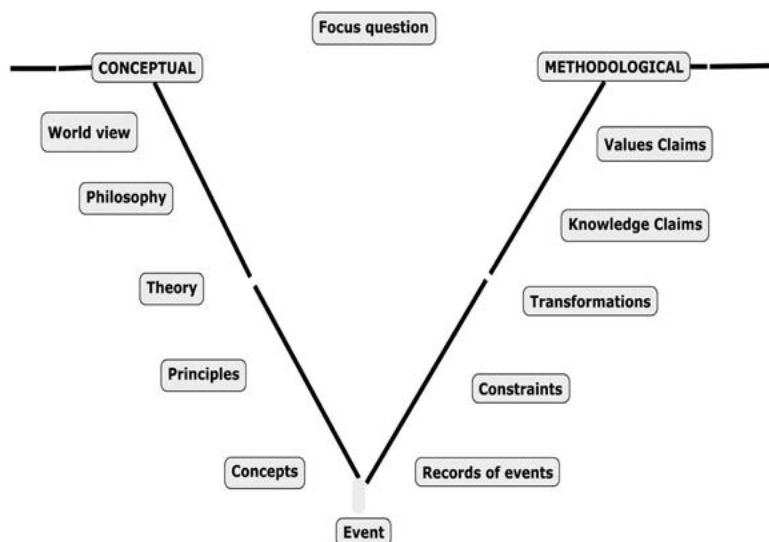 Focus question
CONCEPTUAL
METHODOLOGICAL
World view
Values Claims
Philosophy
Knowledge Claims
Theory
Transformations
Principles
Constraints
Concepts
Records of events
Event